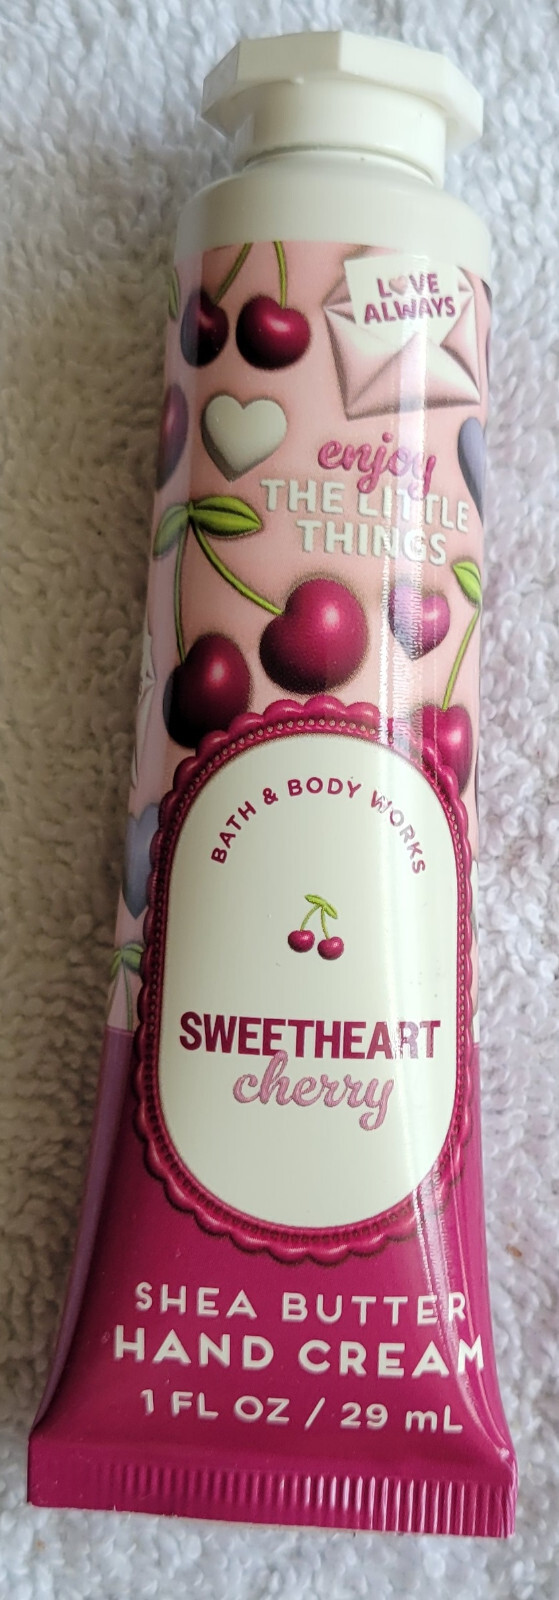 LOVE
ALWAYS
enjoy
THE LITTLE
THINGS
BATH & BODY WORKS
SWEETHEART
cherry
SHEA BUTTER
HAND CREAM
1 FL OZ / 29 mL